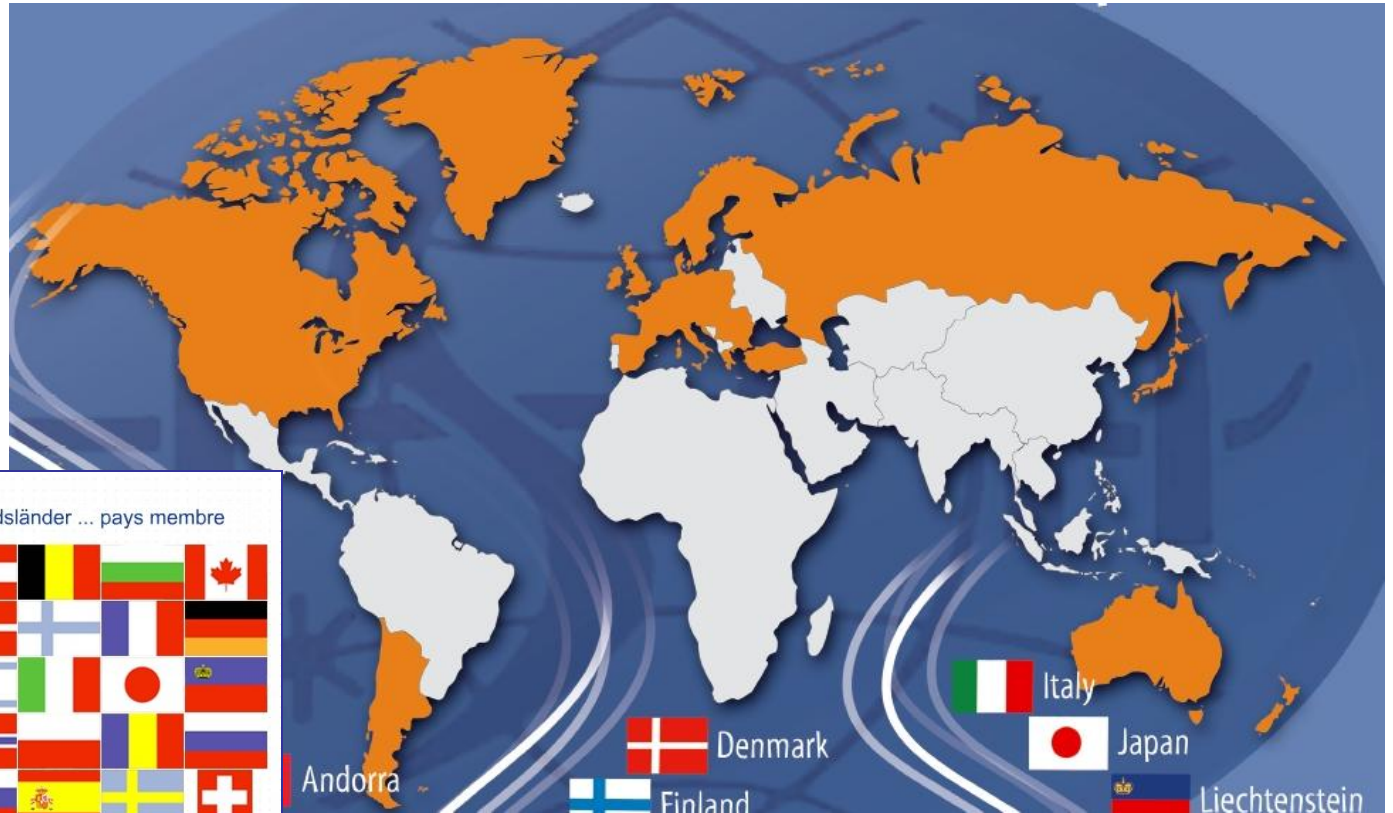 dsländer ... pays membre
Andorra
Denmark
Finland
Italy
Japan
Liechtenstein